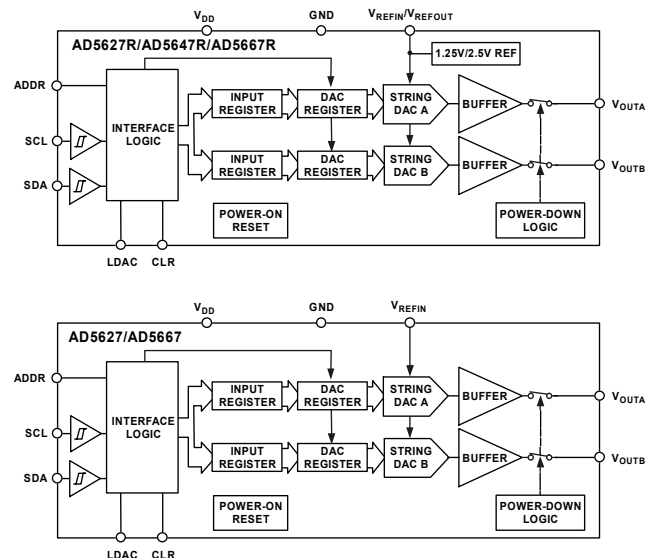 VDD GND VREFIN/VREFOUT
AD5627R/AD5647R/AD5667R
1.25V/2.5V REF
ADDR
SCL
SDA
INTERFACE
LOGIC
INPUT
REGISTER
DAC
REGISTER
STRING
DAC A
BUFFER
VOUTA
INPUT
REGISTER
DAC
REGISTER
STRING
DAC B
BUFFER
VOUTB
POWER-ON
RESET
POWER-DOWN
LOGIC
LDAC CLR
VDD GND VREFIN
AD5627/AD5667
ADDR
SCL
SDA
INTERFACE
LOGIC
INPUT
REGISTER
DAC
REGISTER
STRING
DAC A
BUFFER
VOUTA
INPUT
REGISTER
DAC
REGISTER
STRING
DAC B
BUFFER
VOUTB
POWER-ON
RESET
POWER-DOWN
LOGIC
LDAC CLR